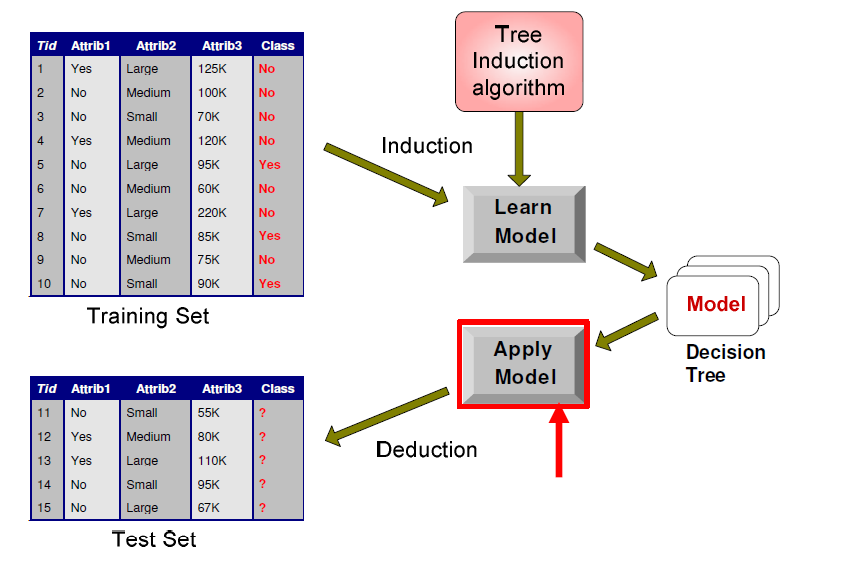 Tid Attrib1 Attrib2 Attrib3 Class
1 Yes Large 125K No
2 No Medium 100K No
3 No Small 70K No
4 Yes Medium 120K No
5 No Large 95K Yes
6 No Medium 60K No
7 Yes Large 220K No
8 No Small 85K Yes
9 No Medium 75K No
10 No Small 90K Yes
Training Set
Tree
Induction
algorithm
Induction
Learn
Model
Model
Decision
Tree
Apply
Model
Deduction
Tid Attrib1 Attrib2 Attrib3 Class
11 No Small 55K ?
12 Yes Medium 80K ?
13 Yes Large 110K ?
14 No Small 95K ?
15 No Large 67K ?
Test Set